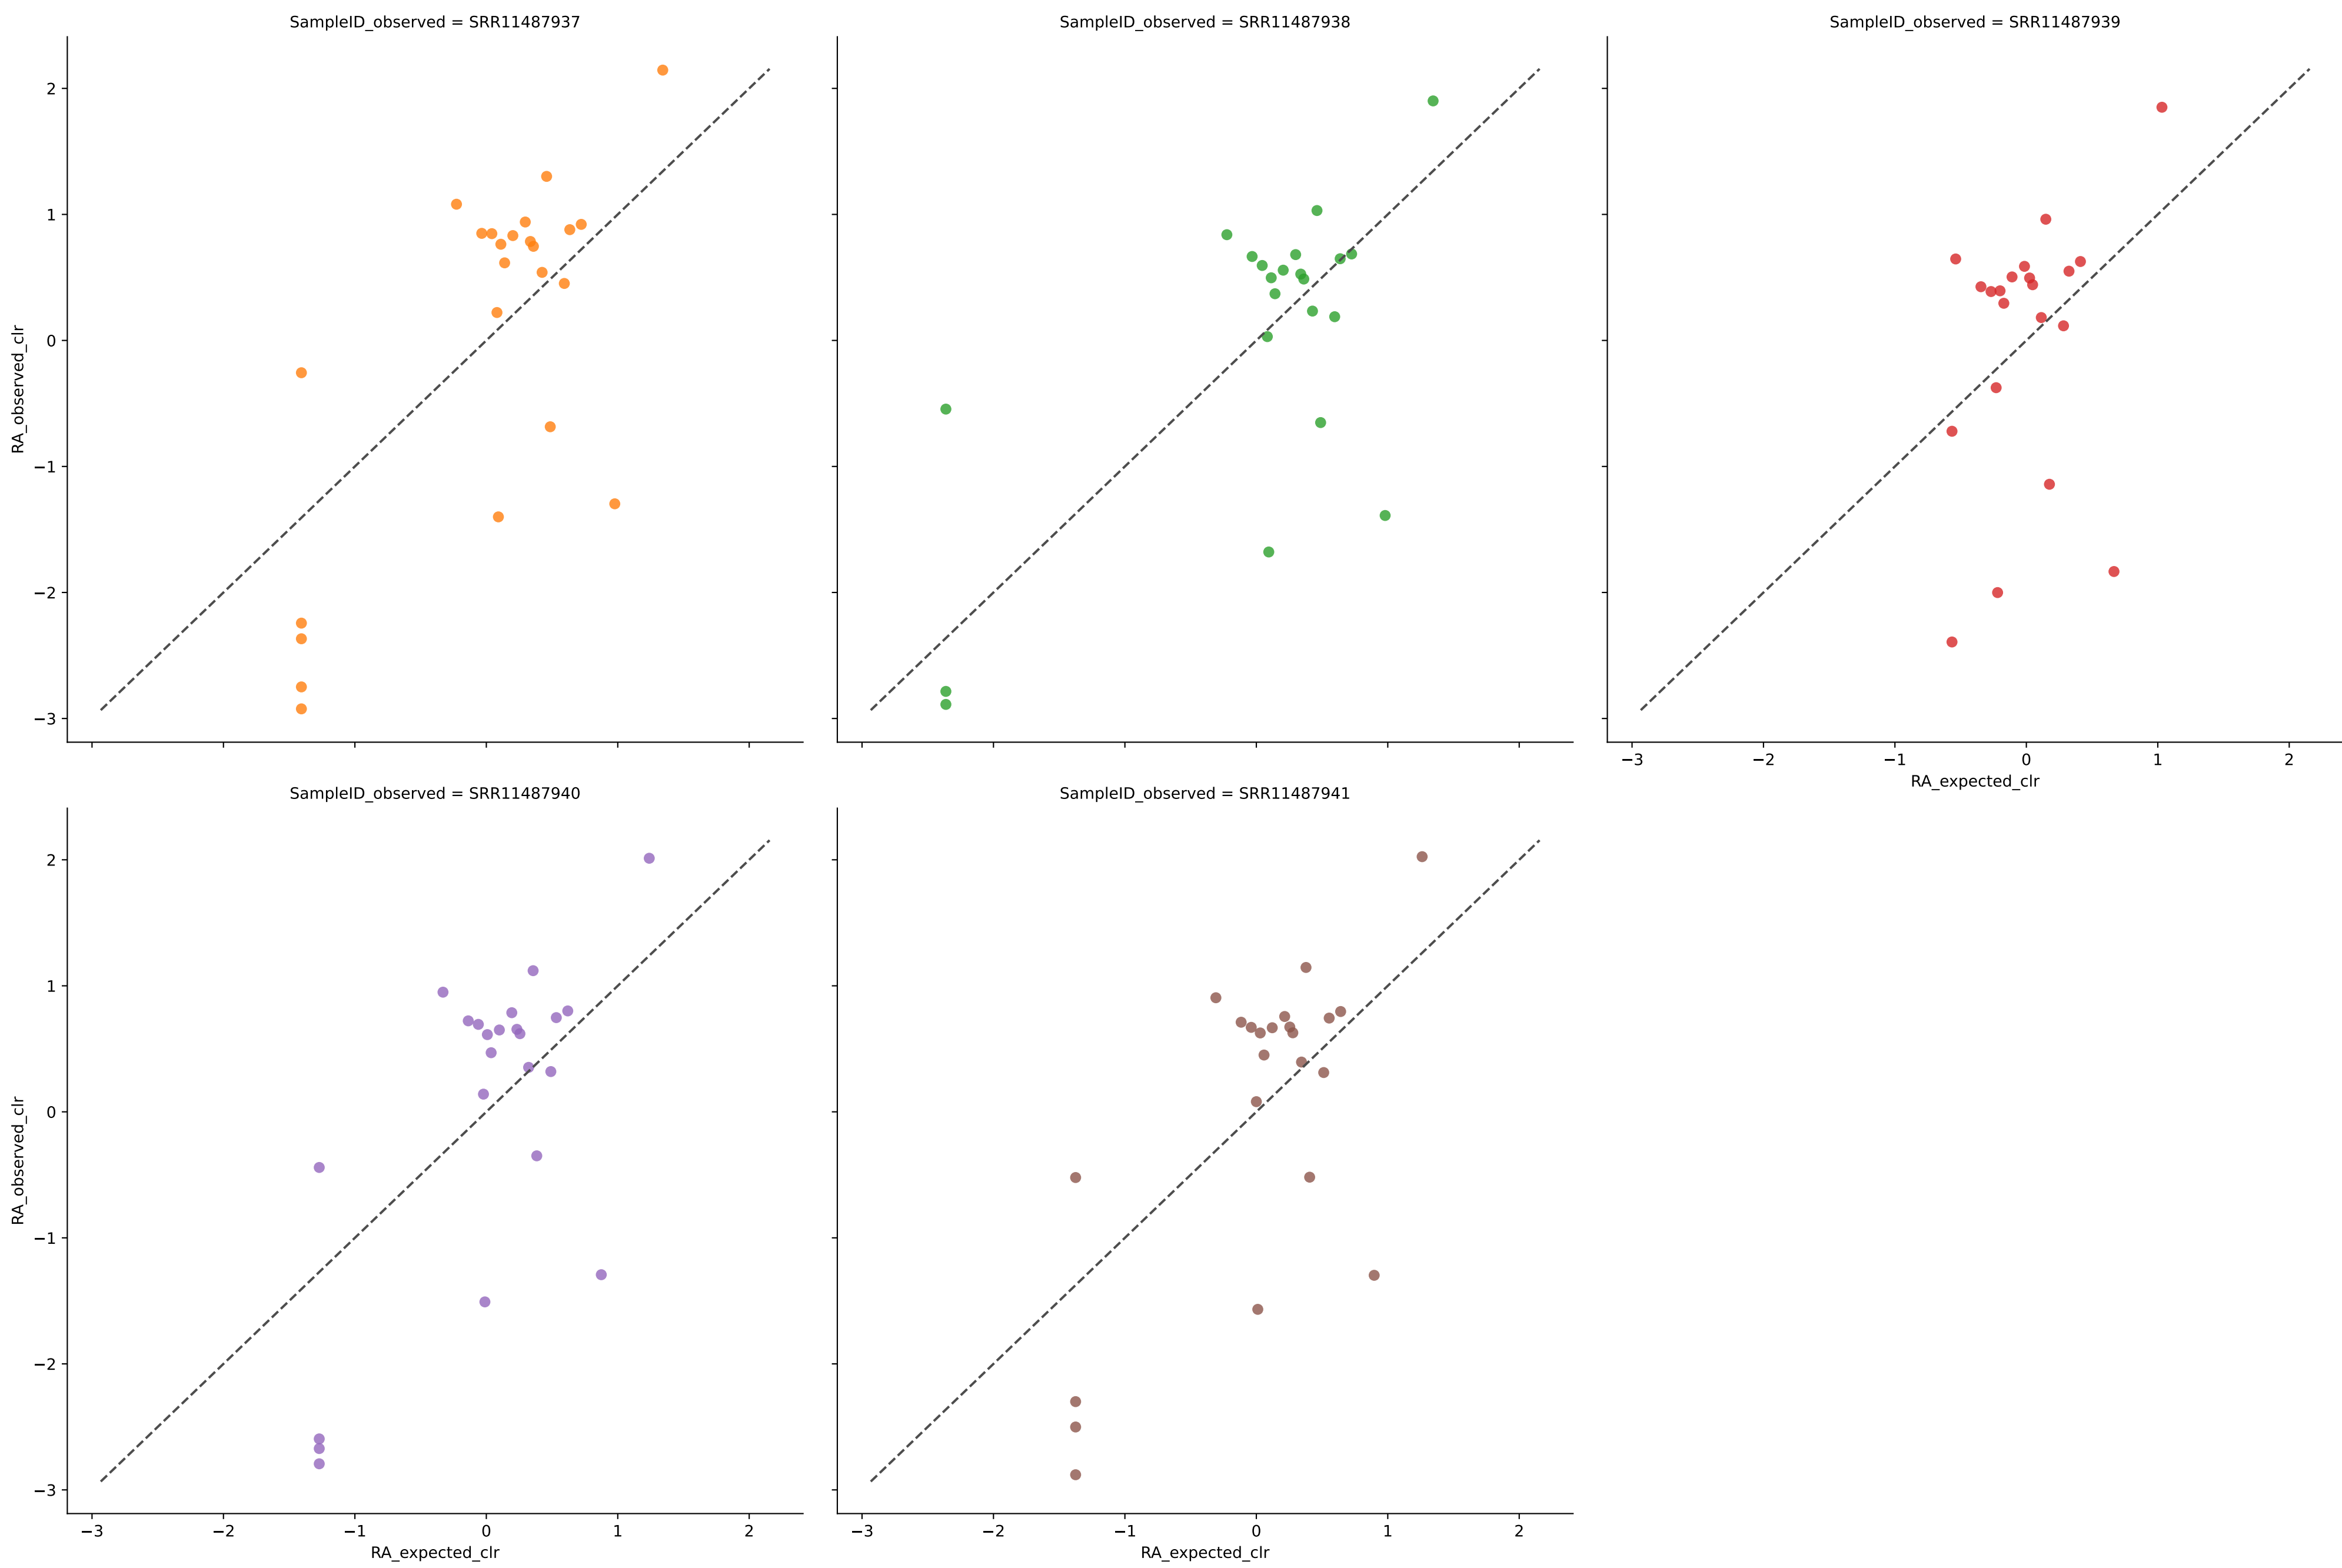 SampleID_observed = SRR11487937
SampleID_observed = SRR11487938
SampleID_observed = SRR11487939
RA_observed_clr
2
1
0
−1
−2
−3
−3 −2 −1 0 1 2
RA_expected_clr
SampleID_observed = SRR11487940
SampleID_observed = SRR11487941
RA_observed_clr
2
1
0
−1
−2
−3
−3 −2 −1 0 1 2
−3 −2 −1 0 1 2
RA_expected_clr
RA_expected_clr